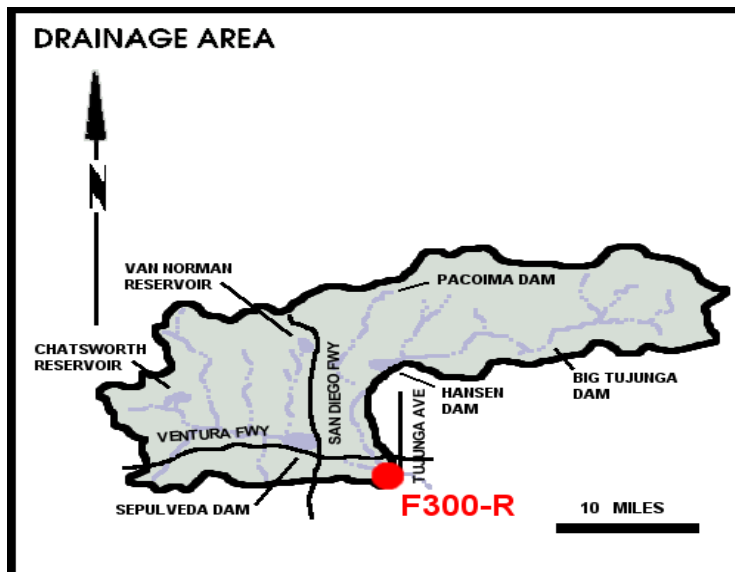 DRAINAGE AREA
N
VAN NORMAN
RESERVOIR
PACOIMA DAM
CHATSWORTH
RESERVOIR
SAN DIEGO FWY
HANSEN
DAM
BIG TUJUNGA
DAM
TUJUNGA AVE
VENTURA FWY
SEPULVEDA DAM
F300-R
10 MILES